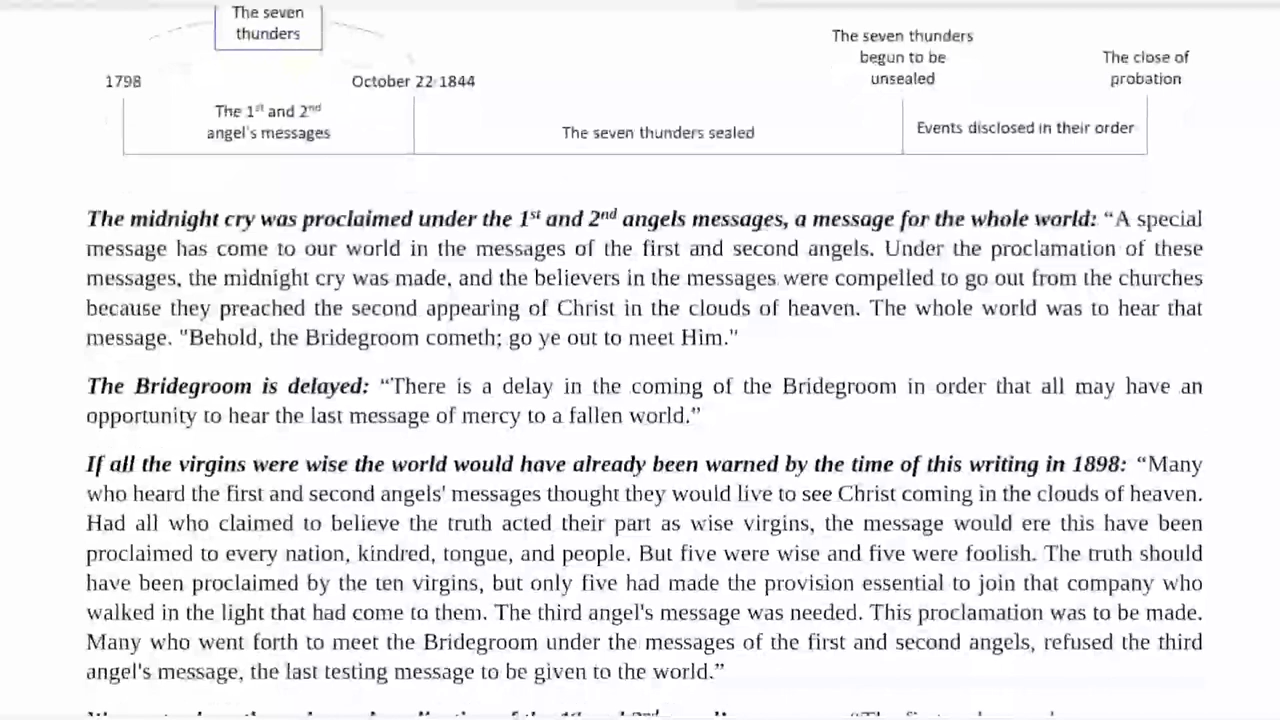 The seven
thunders
The seven thunders
begun to be
unsealed
The close of
probation
1798
October 22 1844
The 1st and 2nd
angel's messages
The seven thunders sealed
Events disclosed in their order
The midnight cry was proclaimed under the 1st and 2nd angels messages, a message for the whole world: “A special
message has come to our world in the messages of the first and second angels. Under the proclamation of these
messages, the midnight cry was made, and the believers in the messages were compelled to go out from the churches
because they preached the second appearing of Christ in the clouds of heaven. The whole world was to hear that
message. "Behold, the Bridegroom cometh; go ye out to meet Him."
The Bridegroom is delayed: “There is a delay in the coming of the Bridegroom in order that all may have an
opportunity to hear the last message of mercy to a fallen world.”
If all the virgins were wise the world would have already been warned by the time of this writing in 1898: “Many
who heard the first and second angels' messages thought they would live to see Christ coming in the clouds of heaven.
Had all who claimed to believe the truth acted their part as wise virgins, the message would ere this have been
proclaimed to every nation, kindred, tongue, and people. But five were wise and five were foolish. The truth should
have been proclaimed by the ten virgins, but only five had made the provision essential to join that company who
walked in the light that had come to them. The third angel's message was needed. This proclamation was to be made.
Many who went forth to meet the Bridegroom under the messages of the first and second angels, refused the third
angel's message, the last testing message to be given to the world.”